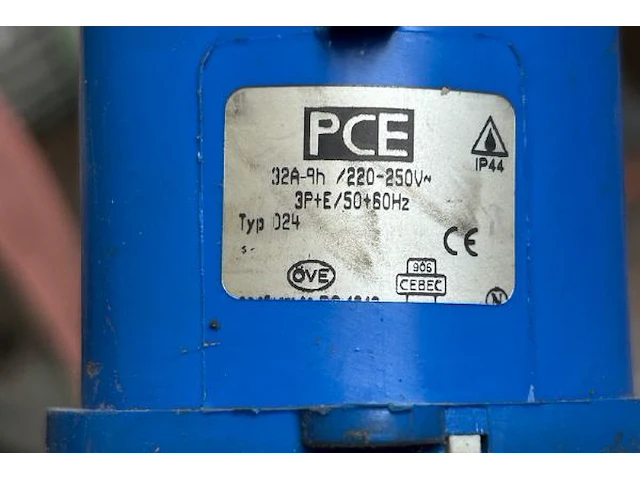 PCE
IP44
32A-9h /220-250V~
3P+E/50+60Hz
Typ 024
CE
ÖVE
906
CEBEC
N